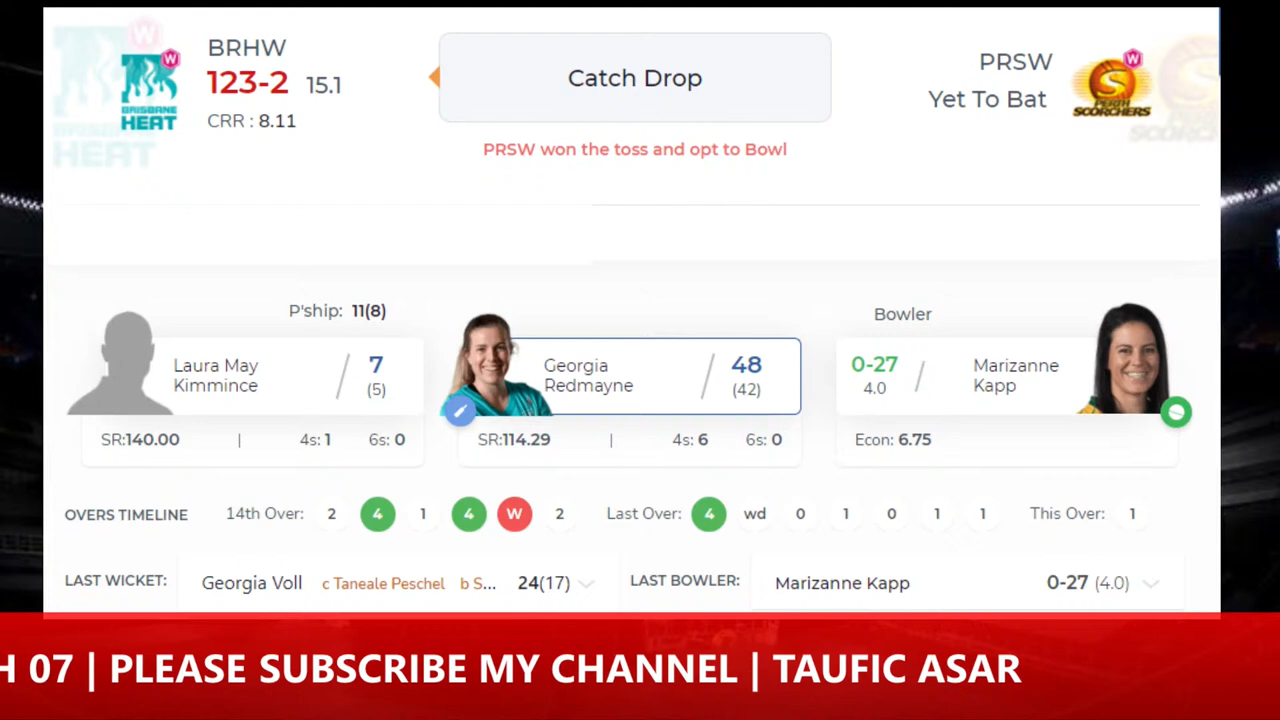 BRHW
123-2 15.1
CRR : 8.11
BRISBANE
HEAT
W
Catch Drop
PRSW won the toss and opt to Bowl
PRSW
Yet To Bat
W
PERTH
SCORCHERS
P'ship: 11(8)
Laura May
Kimmince
7
(5)
SR:140.00 | 4s: 1 6s: 0
Georgia
Redmayne
48
(42)
SR:114.29 | 4s: 6 6s: 0
Bowler
0-27
4.0
Marizanne
Kapp
Econ: 6.75
OVERS TIMELINE 14th Over: 2 4 1 4 W 2 Last Over: 4 wd 0 1 0 1 1 This Over: 1
LAST WICKET: Georgia Voll c Taneale Peschel b S... 24(17) LAST BOWLER: Marizanne Kapp 0-27 (4.0)
H 07 | PLEASE SUBSCRIBE MY CHANNEL | TAUFIC ASAR